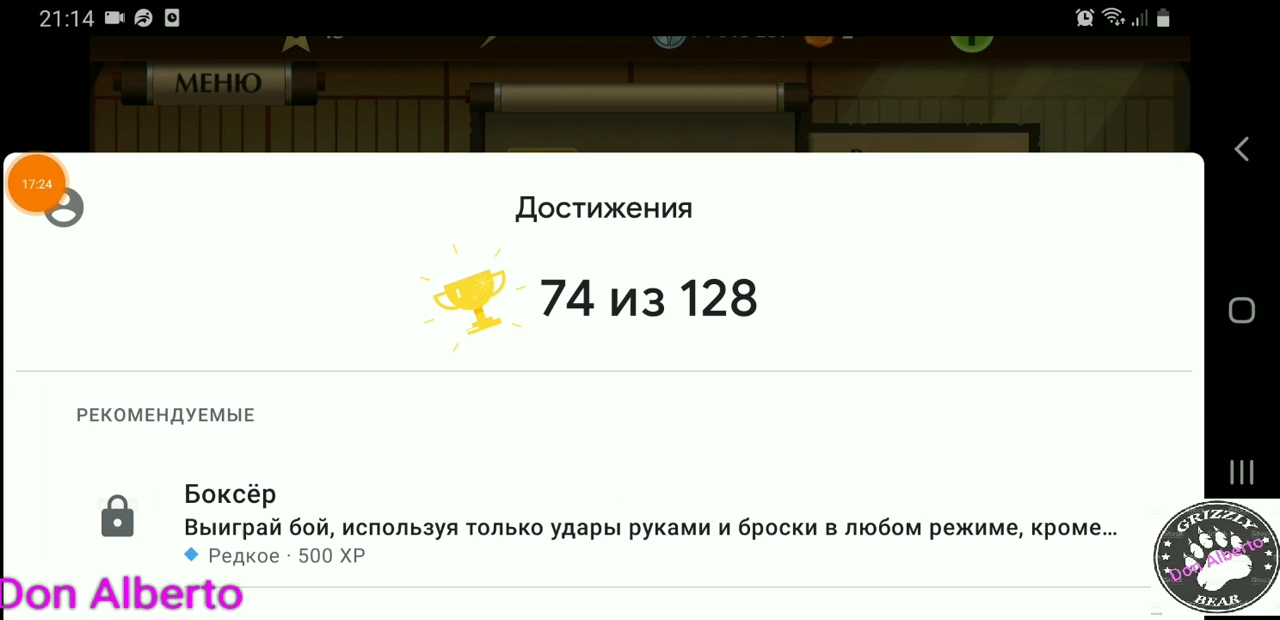 21:14
МЕНЮ
17:24
Достижения
74 из 128
РЕКОМЕНДУЕМЫЕ
Боксёр
Выиграй бой, используя только удары руками и броски в любом режиме, кроме...
Редкое · 500 XP
Don Alberto
GRIZZLY
Don Alberto
BEAR